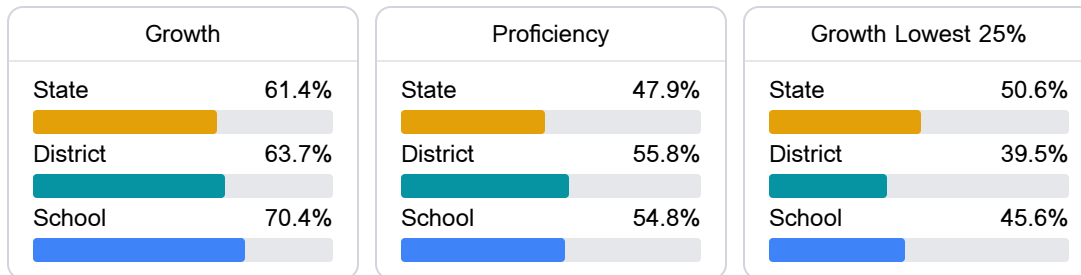 Growth
State 61.4%
District 63.7%
School 70.4%
Proficiency
State 47.9%
District 55.8%
School 54.8%
Growth Lowest 25%
State 50.6%
District 39.5%
School 45.6%